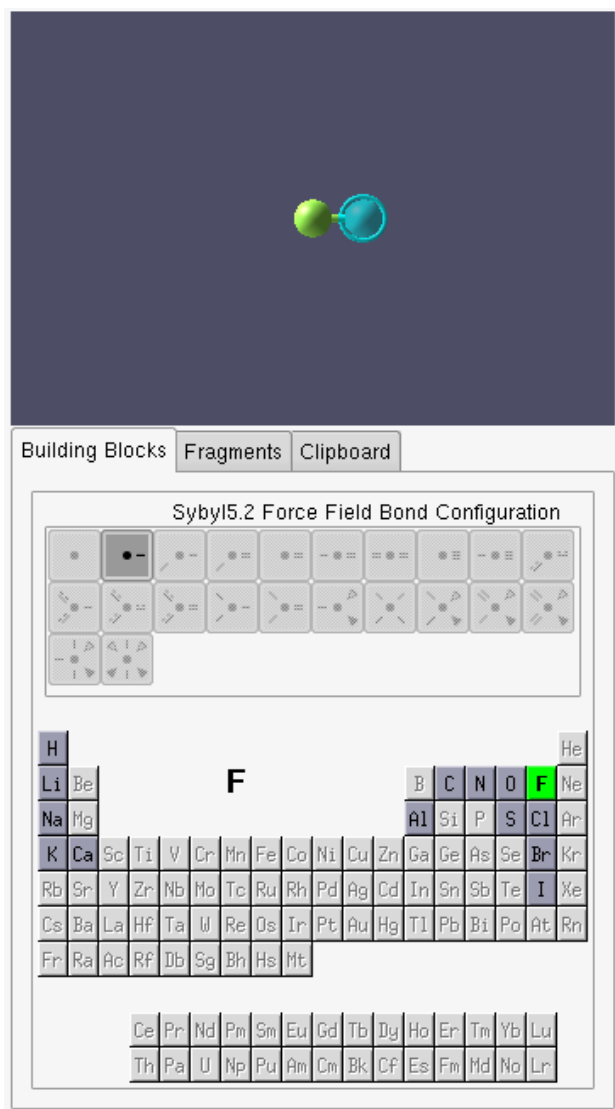 Building Blocks Fragments Clipboard
Sybyl5.2 Force Field Bond Configuration
H F He
Li Be B C N O F Ne
Na Mg Al Si P S Cl Ar
K Ca Sc Ti V Cr Mn Fe Co Ni Cu Zn Ga Ge As Se Br Kr
Rb Sr Y Zr Nb Mo Tc Ru Rh Pd Ag Cd In Sn Sb Te I Xe
Cs Ba La Hf Ta W Re Os Ir Pt Au Hg Tl Pb Bi Po At Rn
Fr Ra Ac Rf Db Sg Bh Hs Mt
Ce Pr Nd Pm Sm Eu Gd Tb Dy Ho Er Tm Yb Lu
Th Pa U Np Pu Am Cm Bk Cf Es Fm Md No Lr